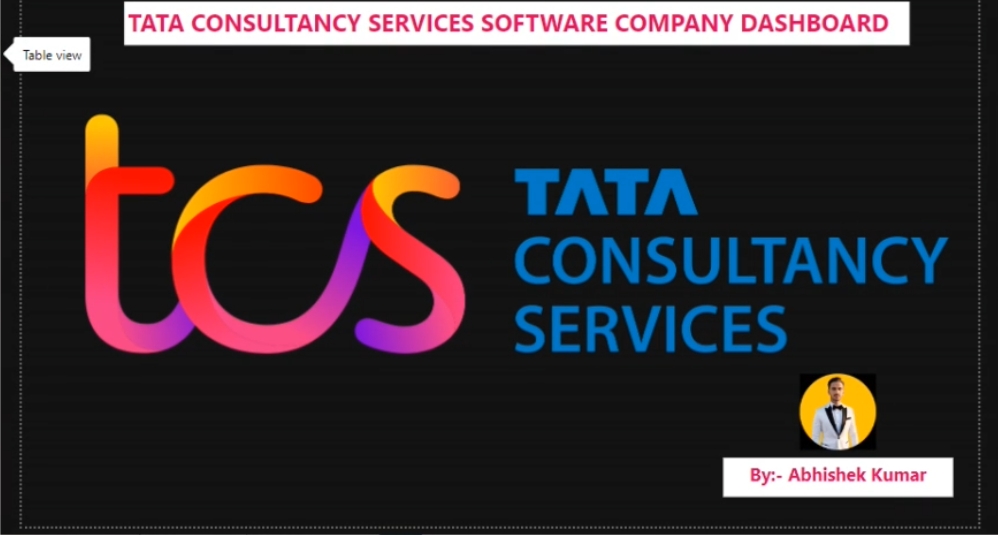 TATA CONSULTANCY SERVICES SOFTWARE COMPANY DASHBOARD
Table view
tcs
TATA
CONSULTANCY
SERVICES
By:- Abhishek Kumar